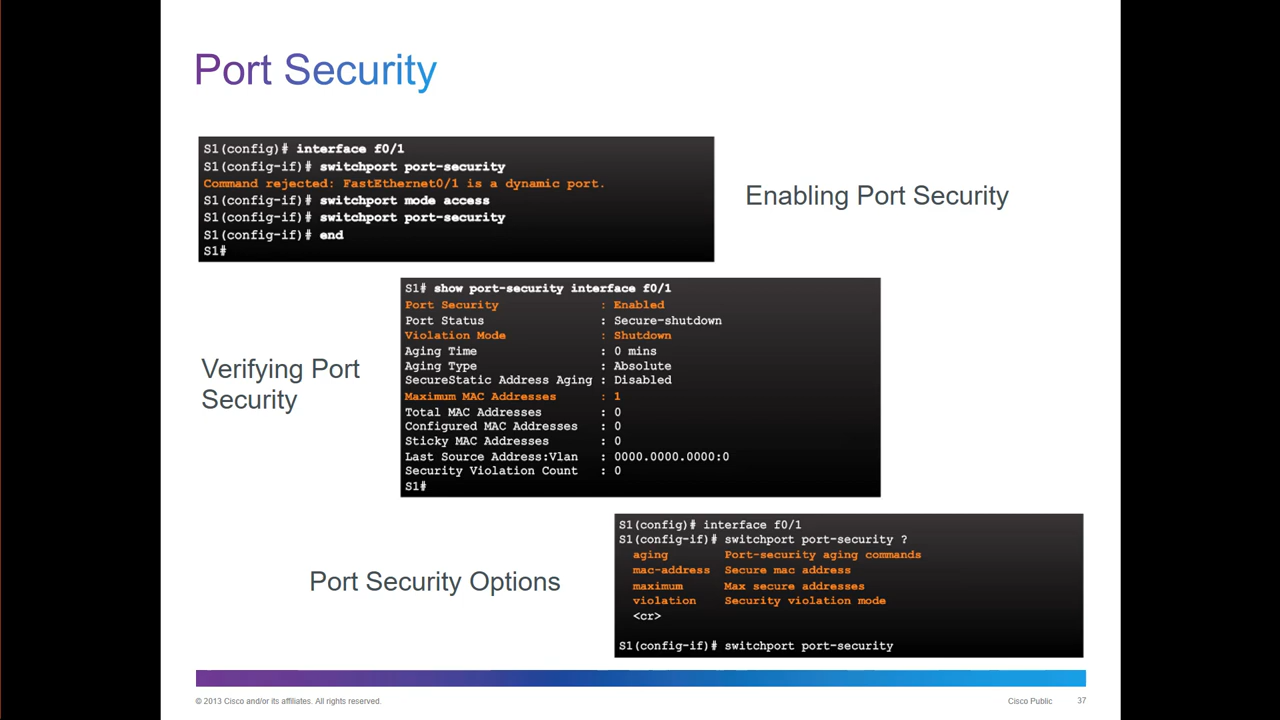 Port Security
S1(config)# interface f0/1
S1(config-if)# switchport port-security
Command rejected: FastEthernet0/1 is a dynamic port.
S1(config-if)# switchport mode access
S1(config-if)# switchport port-security
S1(config-if)# end
S1#
Enabling Port Security
S1# show port-security interface f0/1
Port Security : Enabled
Port Status : Secure-shutdown
Violation Mode : Shutdown
Aging Time : 0 mins
Aging Type : Absolute
SecureStatic Address Aging : Disabled
Maximum MAC Addresses : 1
Total MAC Addresses : 0
Configured MAC Addresses : 0
Sticky MAC Addresses : 0
Last Source Address:Vlan : 0000.0000.0000:0
Security Violation Count : 0
S1#
Verifying Port
Security
S1(config)# interface f0/1
S1(config-if)# switchport port-security ?
aging Port-security aging commands
mac-address Secure mac address
maximum Max secure addresses
violation Security violation mode
<cr>
S1(config-if)# switchport port-security
Port Security Options
© 2013 Cisco and/or its affiliates. All rights reserved.
Cisco Public 37